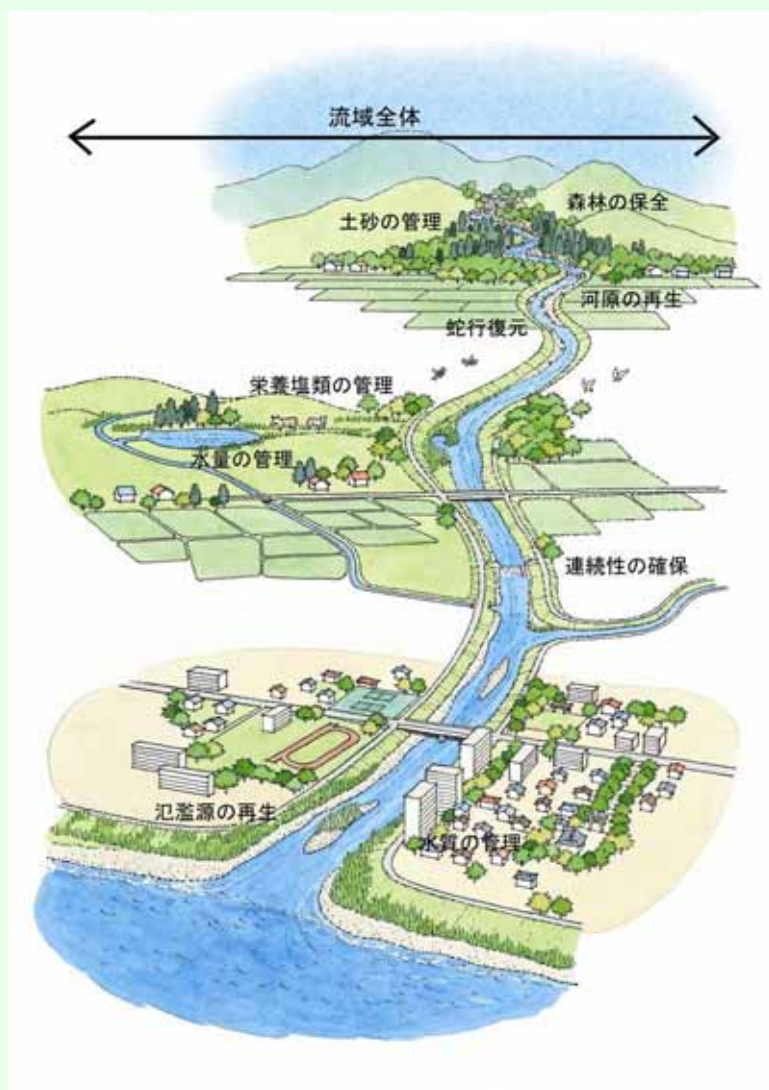 流域全体
森林の保全
土砂の管理
河原の再生
蛇行復元
栄養塩類の管理
水量の管理
連続性の確保
氾濫源の再生
水質の管理